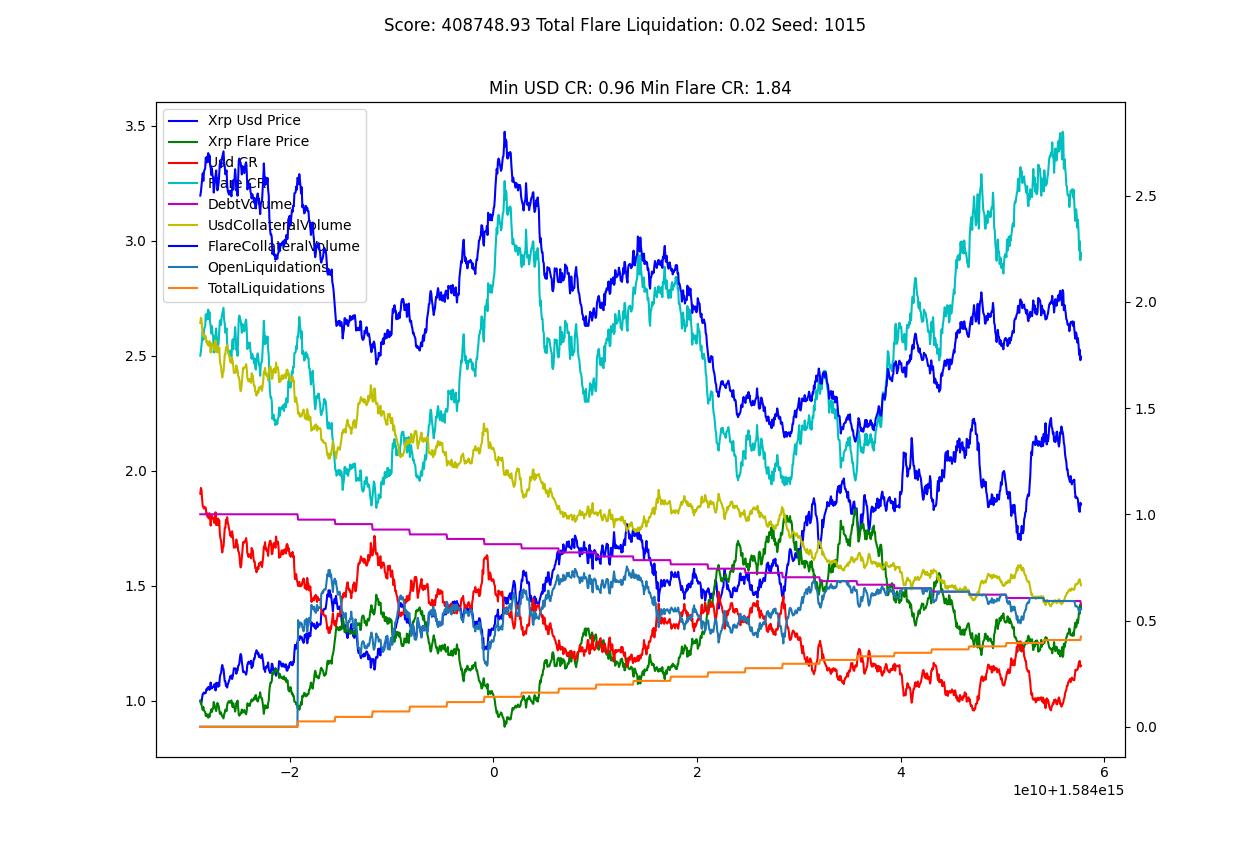 Score: 408748.93 Total Flare Liquidation: 0.02 Seed: 1015
Min USD CR: 0.96 Min Flare CR: 1.84
Xrp Usd Price
Xrp Flare Price
Usd CR
Flare CR
DebtVolume
UsdCollateralVolume
FlareCollateralVolume
OpenLiquidations
TotalLiquidations
3.5
3.0
2.5
2.0
1.5
1.0
2.5
2.0
1.5
1.0
0.5
0.0
−2
0
2
4
6
1e10+1.584e15